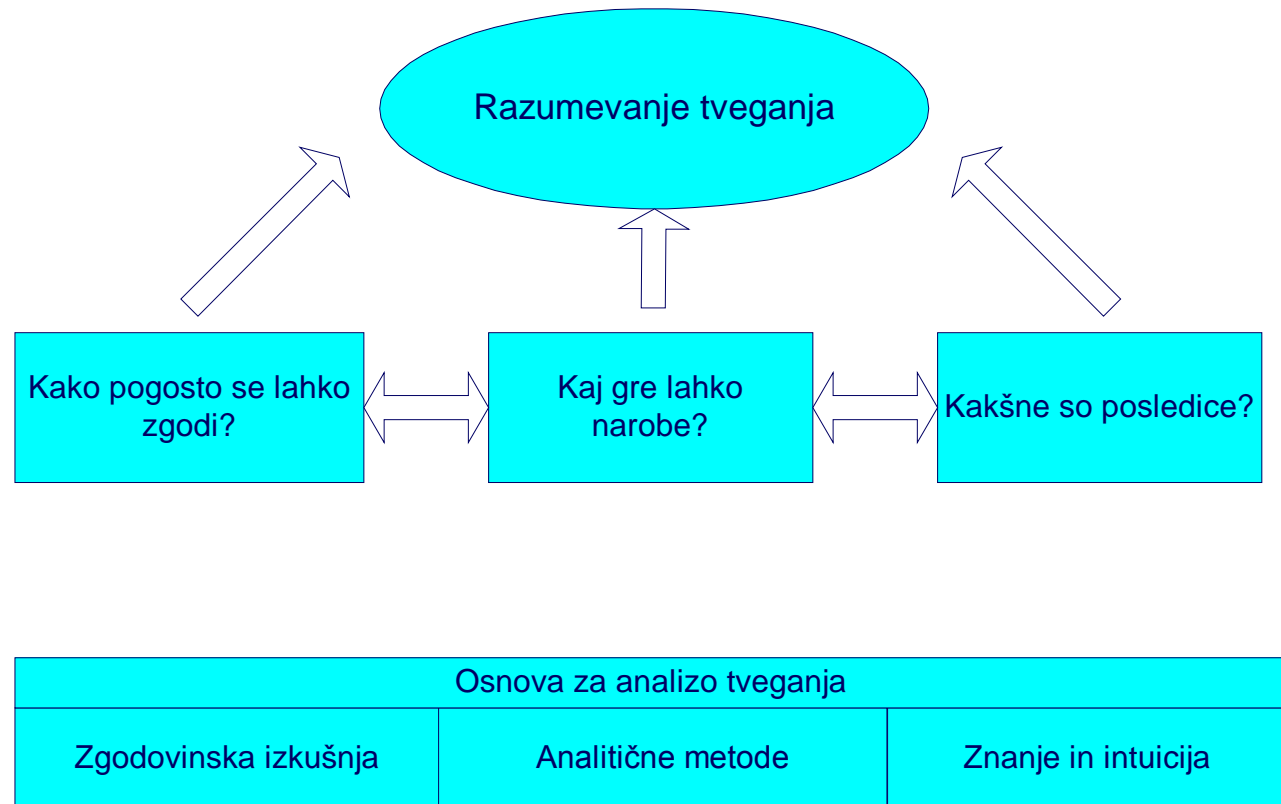 Razumevanje tveganja
Kako pogosto se lahko
zgodi?
Kaj gre lahko
narobe?
Kakšne so posledice?
Osnova za analizo tveganja
Zgodovinska izkušnja
Analitične metode
Znanje in intuicija